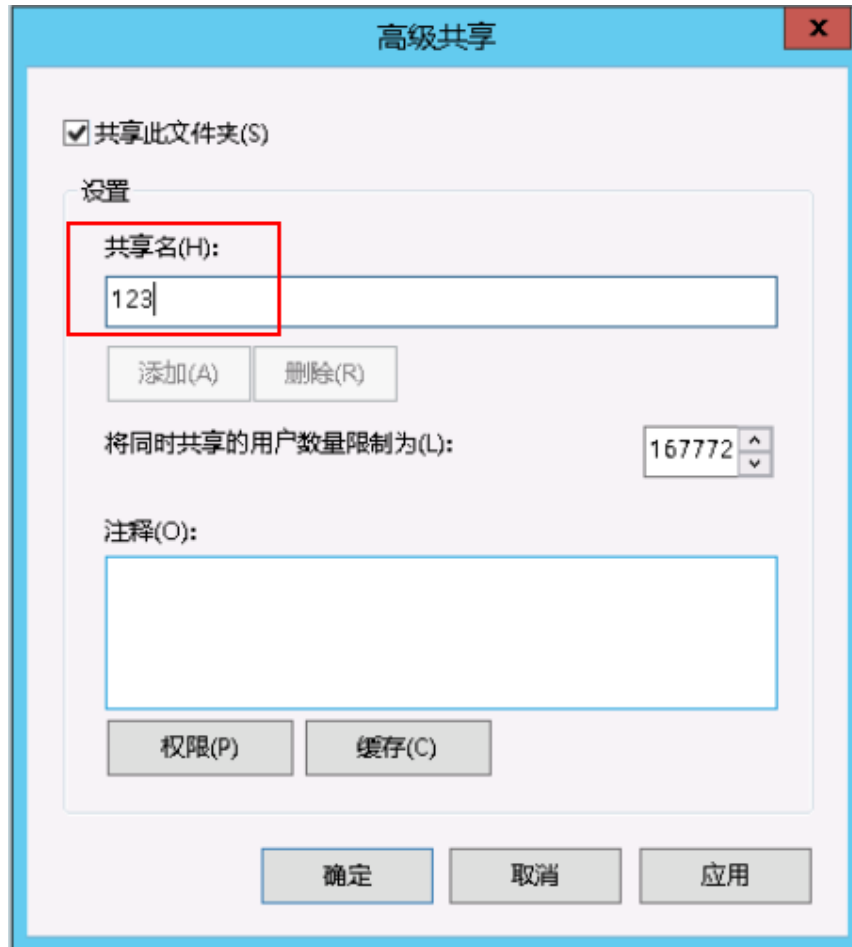 高级共享
x
共享此文件夹(S)
设置
共享名(H):
123
添加(A) 删除(R)
将同时共享的用户数量限制为(L): 167772
注释(O):
权限(P) 缓存(C)
确定 取消 应用